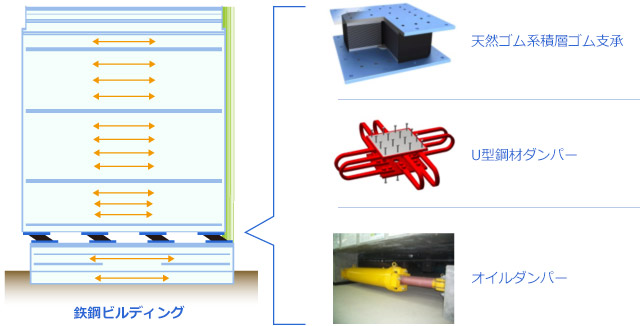 天然ゴム系積層ゴム支承
U型鋼材ダンパー
オイルダンパー
鉄鋼ビルディング